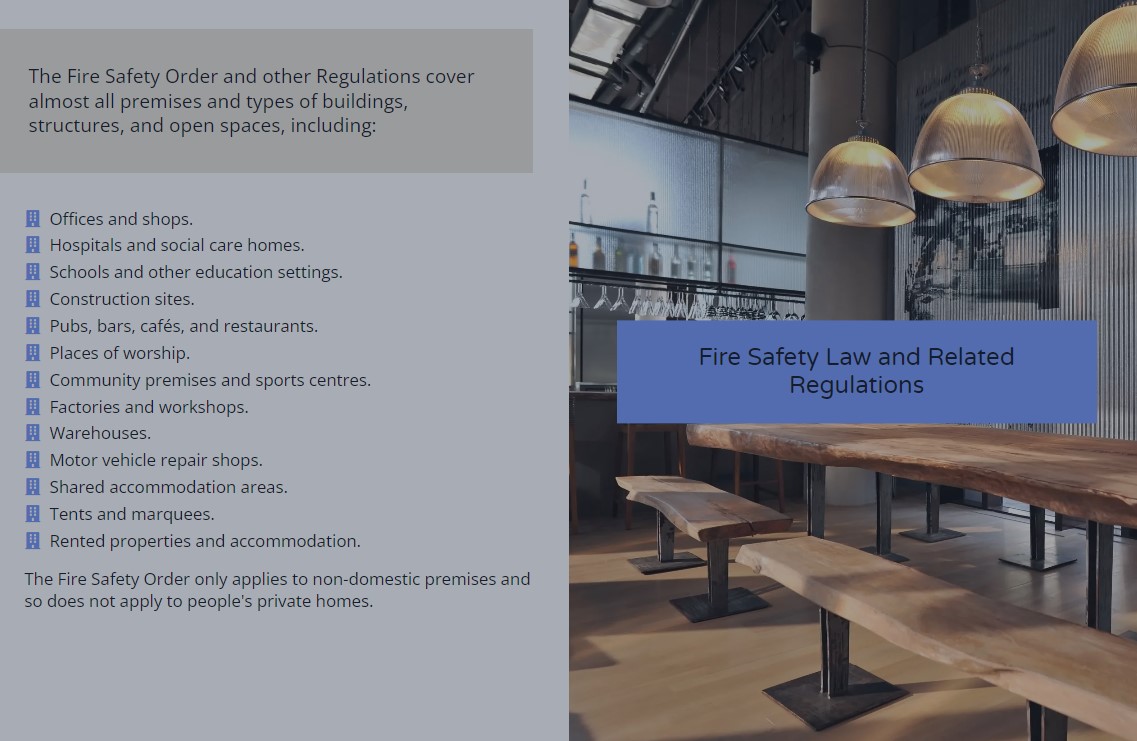 The Fire Safety Order and other Regulations cover
almost all premises and types of buildings,
structures, and open spaces, including:
Offices and shops.
Hospitals and social care homes.
Schools and other education settings.
Construction sites.
Pubs, bars, cafés, and restaurants.
Places of worship.
Community premises and sports centres.
Factories and workshops.
Warehouses.
Motor vehicle repair shops.
Shared accommodation areas.
Tents and marquees.
Rented properties and accommodation.
The Fire Safety Order only applies to non-domestic premises and
so does not apply to people's private homes.
Fire Safety Law and Related
Regulations